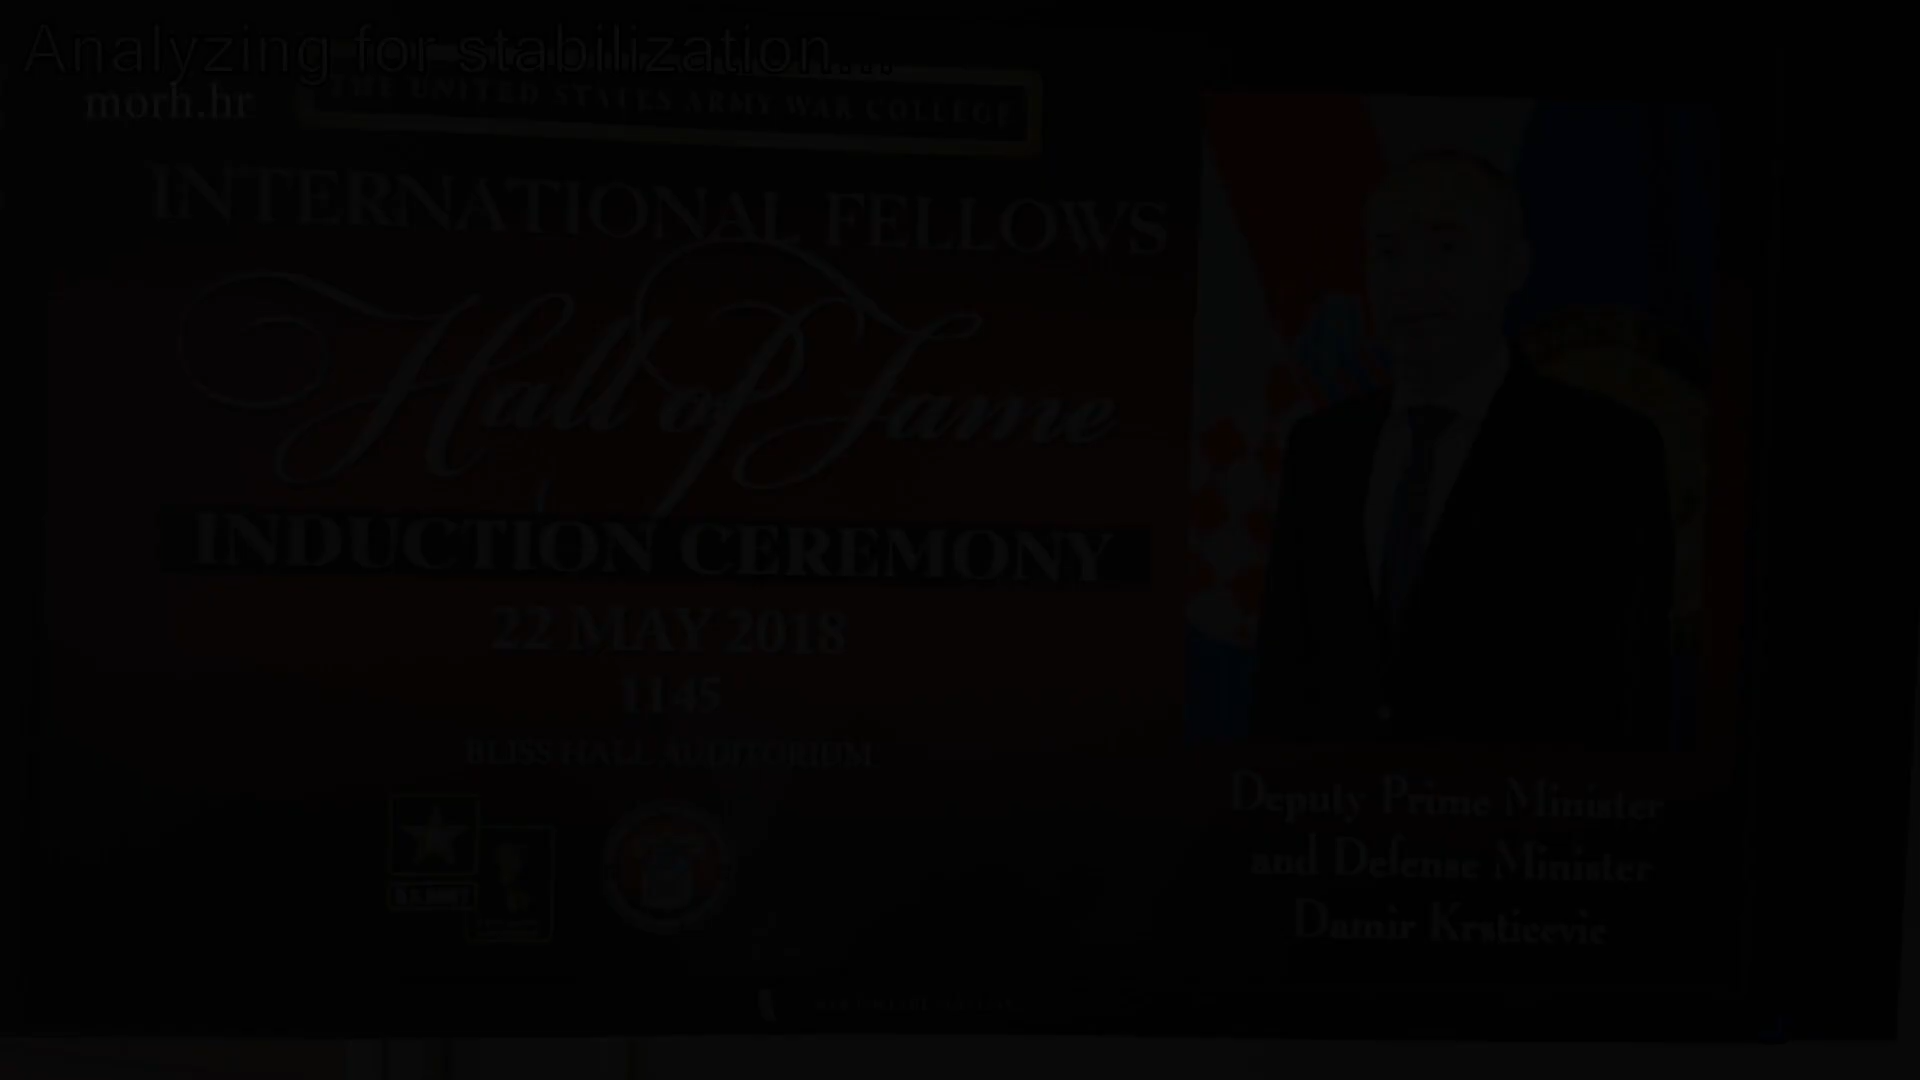 Analyzing for stabilization...
morh.hr
THE UNITED STATES ARMY WAR COLLEGE
INTERNATIONAL FELLOWS
Hall of Fame
INDUCTION CEREMONY
22 MAY 2018
1145
BLISS HALL AUDITORIUM
U.S. ARMY
Deputy Prime Minister
and Defense Minister
Damir Krsticevic